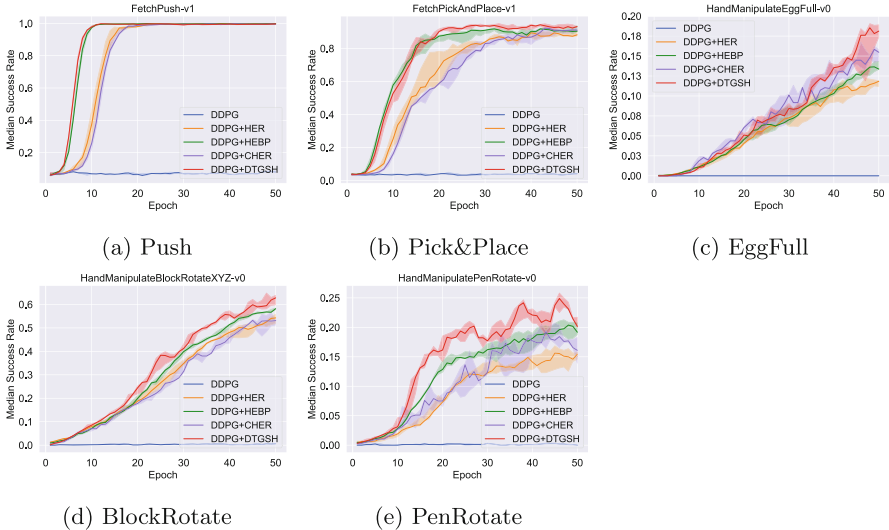 FetchPush-v1
Median Success Rate
1.0
0.8
0.6
0.4
0.2
DDPG
DDPG+HER
DDPG+HEBP
DDPG+CHER
DDPG+DTGSH
0 10 20 30 40 50
Epoch
(a) Push
FetchPickAndPlace-v1
Median Success Rate
1.0
0.8
0.6
0.4
0.2
0.0
DDPG
DDPG+HER
DDPG+HEBP
DDPG+CHER
DDPG+DTGSH
0 10 20 30 40 50
Epoch
(b) Pick&Place
HandManipulateEggFull-v0
Median Success Rate
0.20
0.18
0.15
0.13
0.10
0.08
0.05
0.03
0.00
DDPG
DDPG+HER
DDPG+HEBP
DDPG+CHER
DDPG+DTGSH
0 10 20 30 40 50
Epoch
(c) EggFull
HandManipulateBlockRotateXYZ-v0
Median Success Rate
0.6
0.5
0.4
0.3
0.2
0.1
0.0
DDPG
DDPG+HER
DDPG+HEBP
DDPG+CHER
DDPG+DTGSH
0 10 20 30 40 50
Epoch
(d) BlockRotate
HandManipulatePenRotate-v0
Median Success Rate
0.25
0.20
0.15
0.10
0.05
0.00
DDPG
DDPG+HER
DDPG+HEBP
DDPG+CHER
DDPG+DTGSH
0 10 20 30 40 50
Epoch
(e) PenRotate